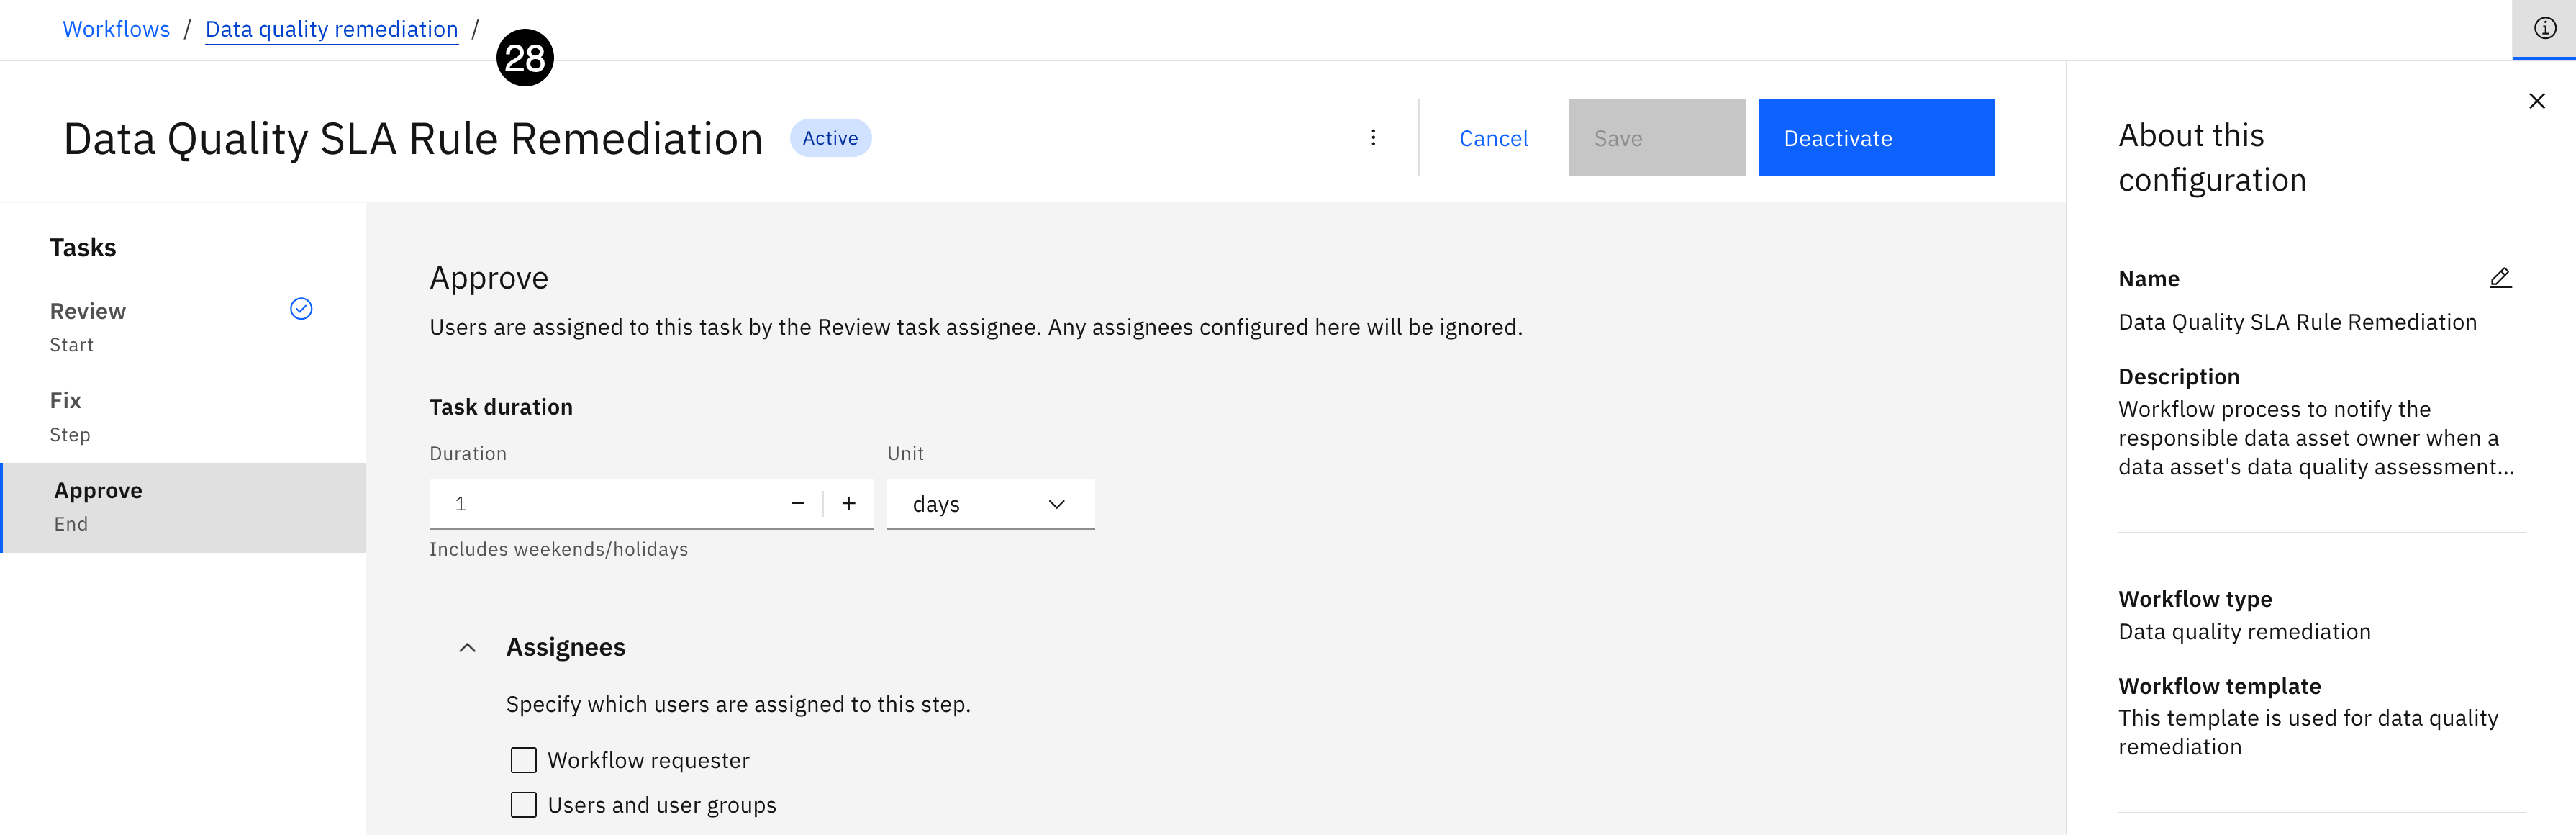 Workflows / Data quality remediation /
28
Data Quality SLA Rule Remediation Active
Cancel Save Deactivate
Tasks
Review
Start
Fix
Step
Approve
End
Approve
Users are assigned to this task by the Review task assignee. Any assignees configured here will be ignored.
Task duration
Duration Unit
1 days
Includes weekends/holidays
Assignees
Specify which users are assigned to this step.
Workflow requester
Users and user groups
About this
configuration
Name
Data Quality SLA Rule Remediation
Description
Workflow process to notify the
responsible data asset owner when a
data asset's data quality assessment...
Workflow type
Data quality remediation
Workflow template
This template is used for data quality
remediation